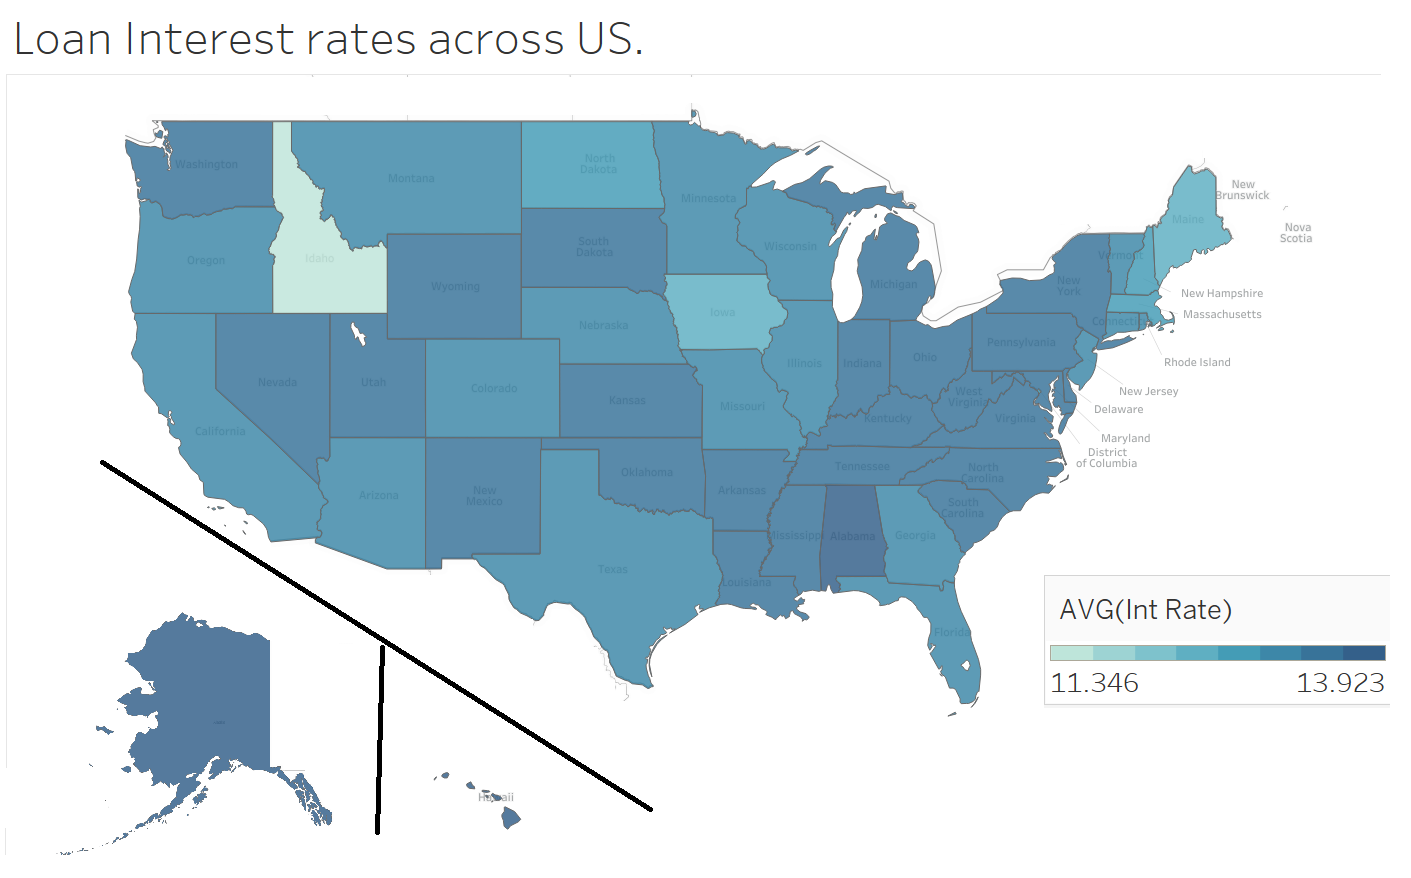 Loan Interest rates across US.
Washington
Montana
North
Dakota
Minnesota
New
Brunswick
Maine
Nova
Scotia
Oregon
Idaho
South
Dakota
Wisconsin
Vermont
Wyoming
Michigan
New
York
New Hampshire
Iowa
Massachusetts
Nebraska
Connecticut
Pennsylvania
Rhode Island
Nevada
Utah
Colorado
Illinois
Indiana
Ohio
New Jersey
Kansas
Missouri
West
Virginia
Delaware
California
Kentucky
Virginia
Maryland
District
of Columbia
Arizona
New
Mexico
Oklahoma
Arkansas
Tennessee
North
Carolina
South
Carolina
Mississippi
Alabama
Georgia
Texas
Louisiana
Florida
AVG(Int Rate)
11.346 13.923
Hawaii